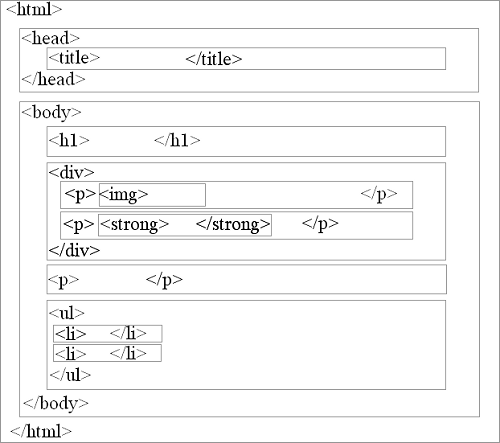 <html>
<head>
<title> </title>
</head>
<body>
<h1> </h1>
<div>
<p> <img> </p>
<p> <strong> </strong> </p>
</div>
<p> </p>
<ul>
<li> </li>
<li> </li>
</ul>
</body>
</html>